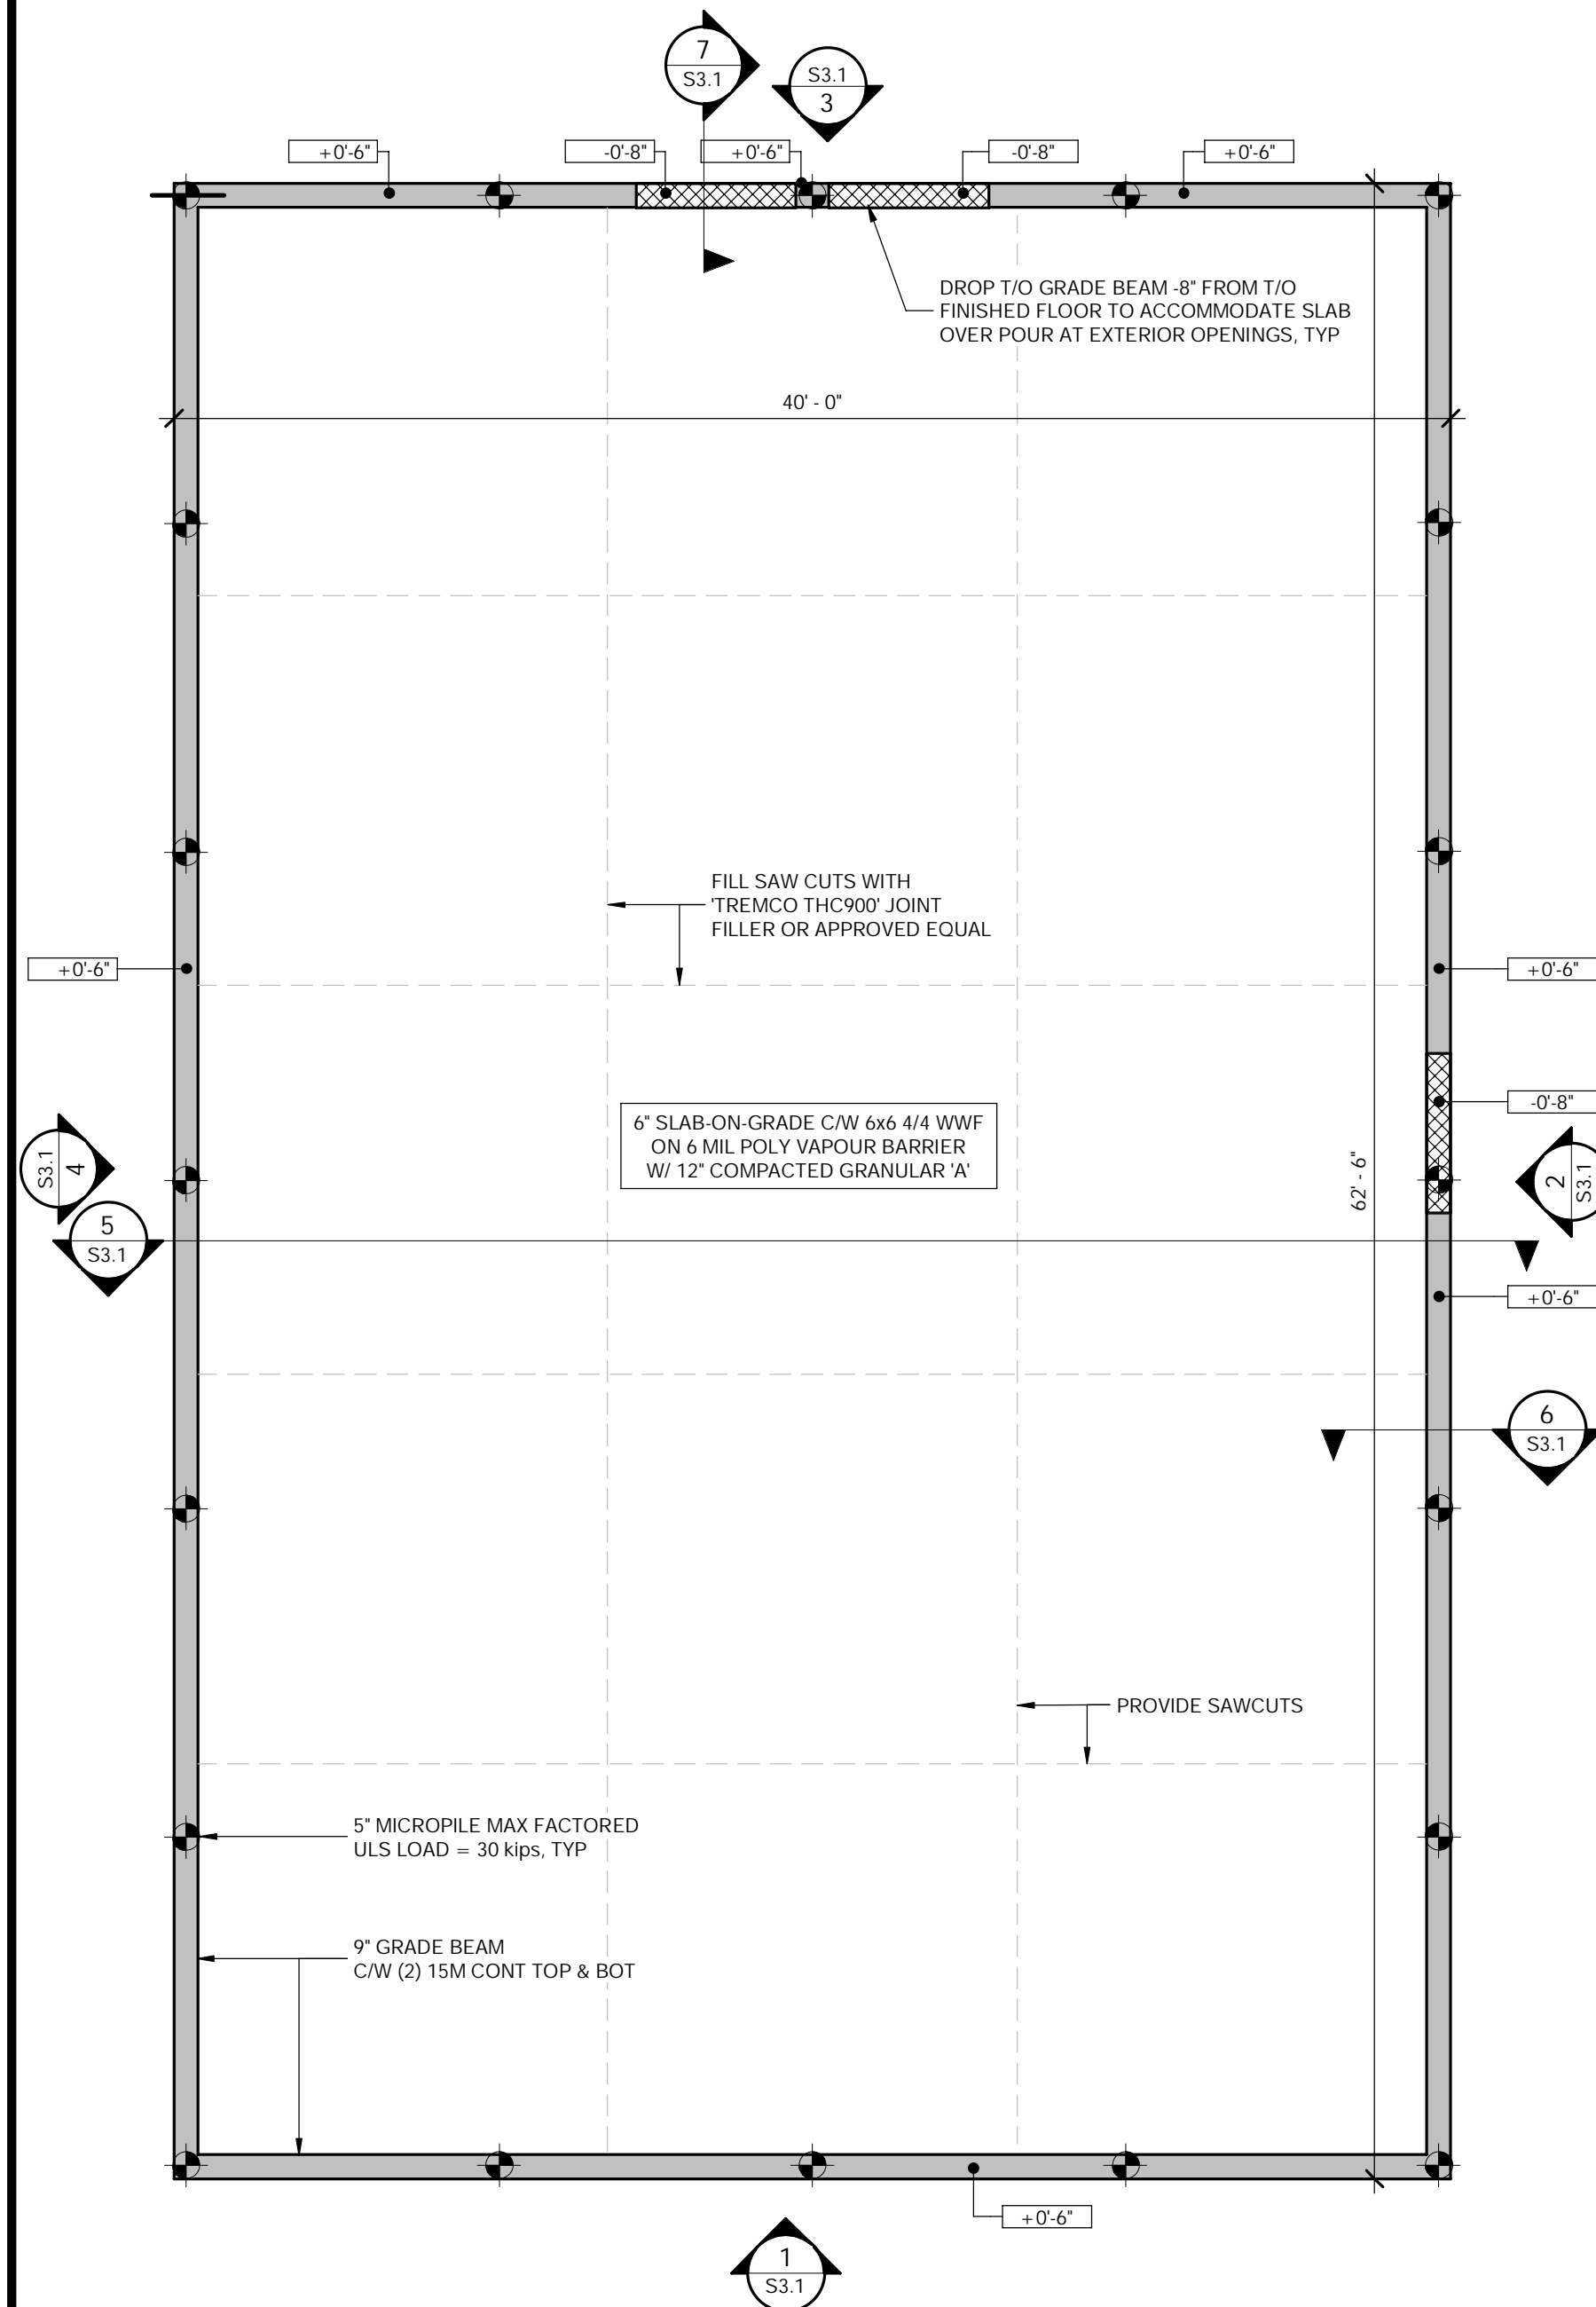 7
S3.1
S3.1
3
+0'-6"
-0'-8"
+0'-6"
-0'-8"
+0'-6"
DROP T/O GRADE BEAM -8" FROM T/O
FINISHED FLOOR TO ACCOMMODATE SLAB
OVER POUR AT EXTERIOR OPENINGS, TYP
40' - 0"
FILL SAW CUTS WITH
'TREMCO THC900' JOINT
FILLER OR APPROVED EQUAL
+0'-6"
+0'-6"
-0'-8"
6" SLAB-ON-GRADE C/W 6x6 4/4 WWF
ON 6 MIL POLY VAPOUR BARRIER
W/ 12" COMPACTED GRANULAR 'A'
S3.1
4
62' - 6"
2
S3.1
5
S3.1
+0'-6"
6
S3.1
PROVIDE SAWCUTS
5" MICROPILE MAX FACTORED
ULS LOAD = 30 kips, TYP
9" GRADE BEAM
C/W (2) 15M CONT TOP & BOT
+0'-6"
1
S3.1